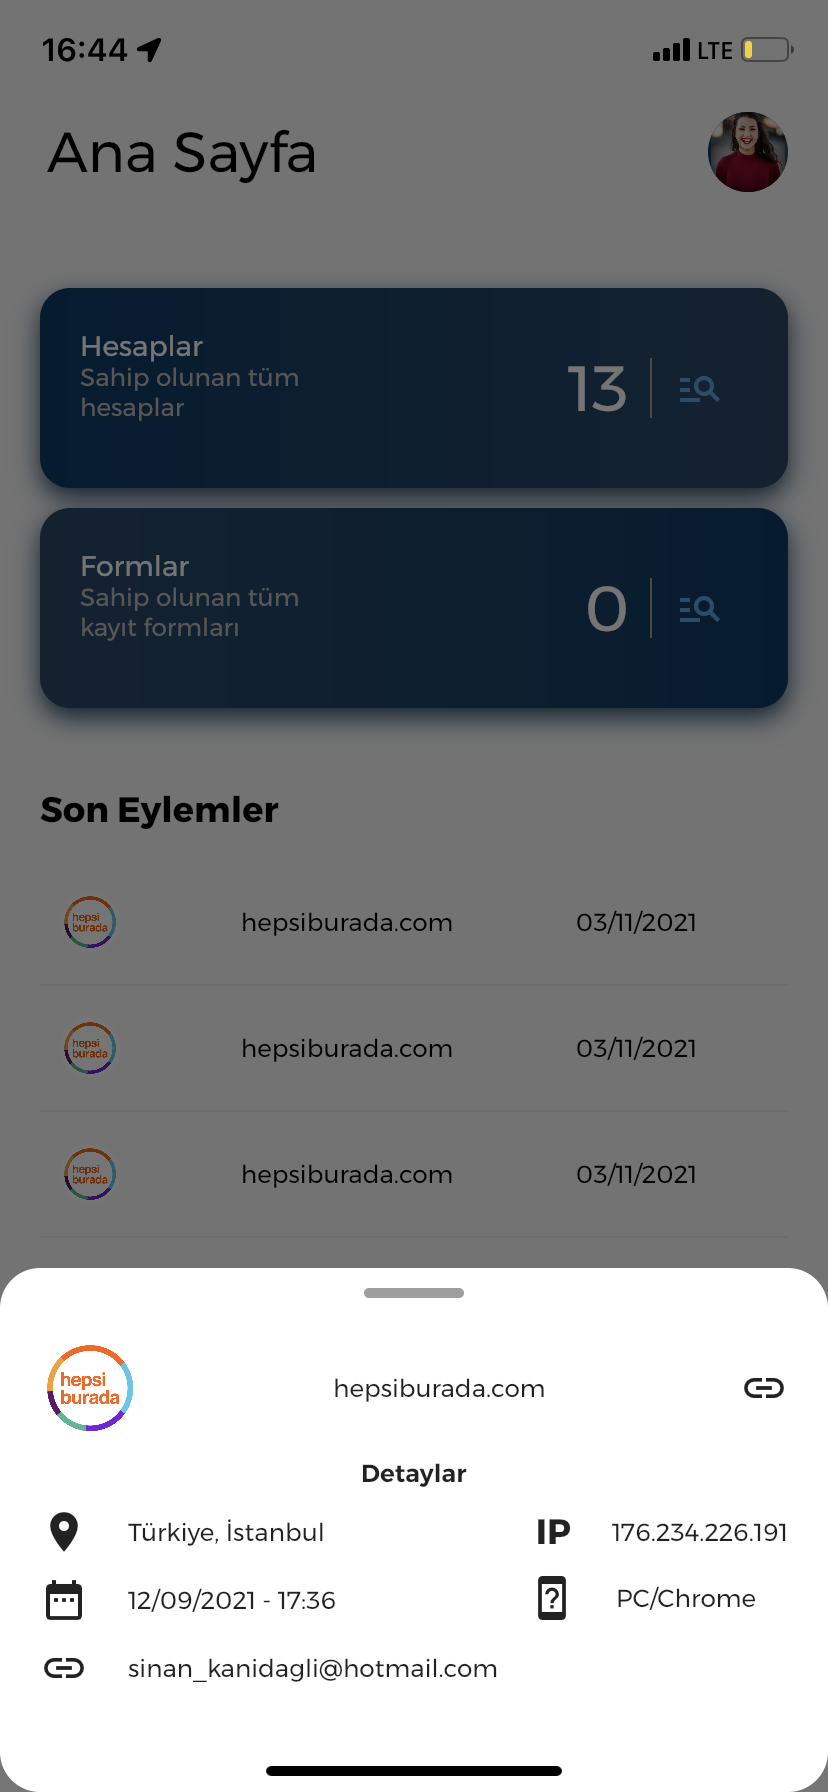 16:44
LTE
Ana Sayfa
Hesaplar
Sahip olunan tüm
hesaplar
13
Formlar
Sahip olunan tüm
kayıt formları
0
Son Eylemler
hepsi
burada
hepsiburada.com
03/11/2021
hepsi
burada
hepsiburada.com
03/11/2021
hepsi
burada
hepsiburada.com
03/11/2021
hepsi
burada
hepsiburada.com
Detaylar
Türkiye, İstanbul
IP
176.234.226.191
12/09/2021 - 17:36
?
PC/Chrome
sinan_kanidagli@hotmail.com